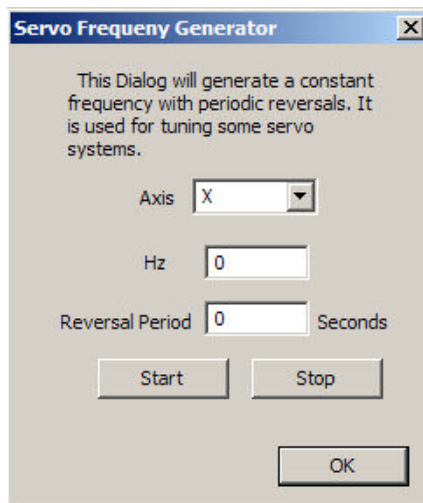 Servo Frequeny Generator
This Dialog will generate a constant
frequency with periodic reversals. It
is used for tuning some servo
systems.
Axis X
Hz 0
Reversal Period 0 Seconds
Start Stop
OK